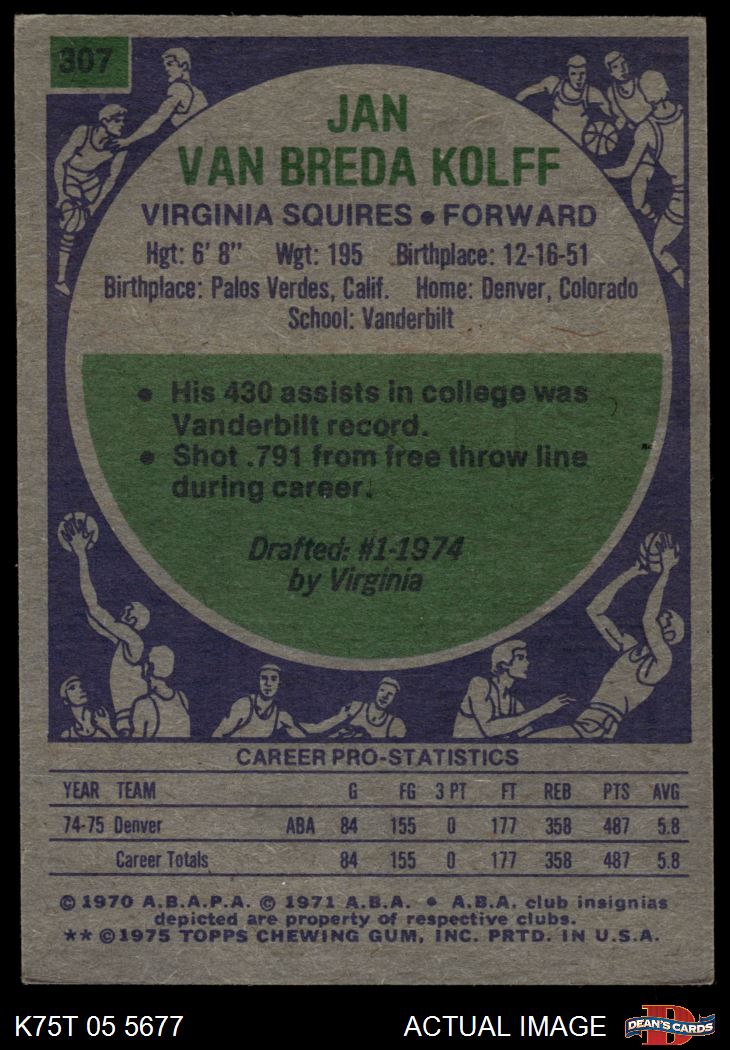 307
JAN
VAN BREDA KOLFF
VIRGINIA SQUIRES • FORWARD
Hgt: 6' 8" Wgt: 195 Birthplace: 12-16-51
Birthplace: Palos Verdes, Calif. Home: Denver, Colorado
School: Vanderbilt
• His 430 assists in college was
Vanderbilt record.
• Shot .791 from free throw line
during career.
Drafted: #1-1974
by Virginia
CAREER PRO-STATISTICS
YEAR TEAM G FG 3 PT FT REB PTS AVG
74-75 Denver ABA 84 155 0 177 358 487 5.8
Career Totals 84 155 0 177 358 487 5.8
© 1970 A.B.A.P.A. © 1971 A.B.A. • A.B.A. club insignias
depicted are property of respective clubs.
** © 1975 TOPPS CHEWING GUM, INC. PRTD. IN U.S.A.
K75T 05 5677 ACTUAL IMAGE D DEAN'S CARDS